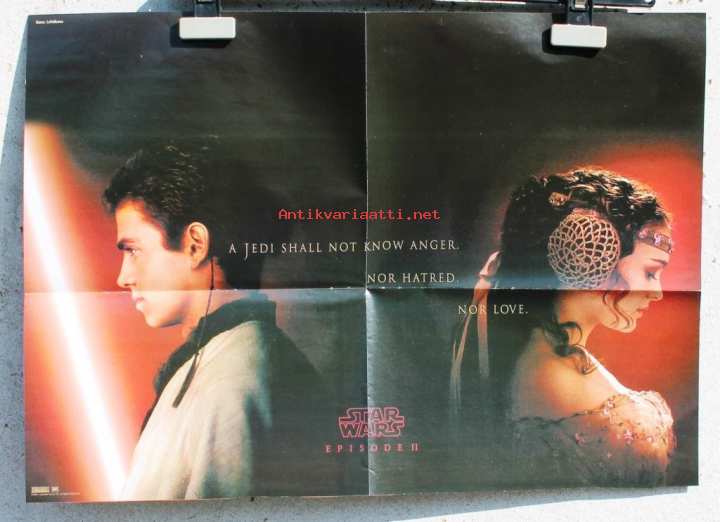 Antikvariaatti.net
A JEDI SHALL NOT KNOW ANGER.
NOR HATRED.
NOR LOVE.
STAR
WARS
EPISODE II